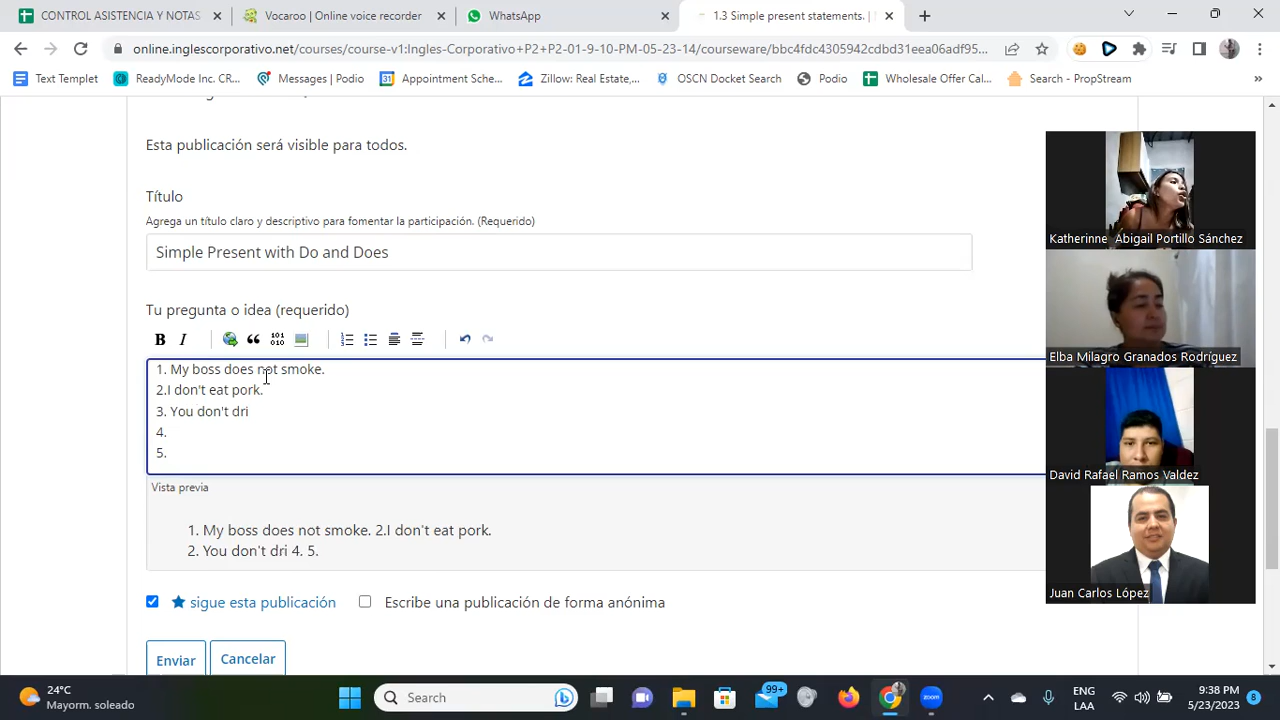 CONTROL ASISTENCIA Y NOTAS
Vocaroo | Online voice recorder
WhatsApp
1.3 Simple present statements. |
online.inglescorporativo.net/courses/course-v1:Ingles-Corporativo+P2+P2-01-9-10-PM-05-23-14/courseware/bbc4fdc4305942cdbd31eea06adf95...
Text Templet
ReadyMode Inc. CR...
Messages | Podio
Appointment Sche...
Zillow: Real Estate,...
OSCN Docket Search
Podio
Wholesale Offer Cal...
Search - PropStream
»
Esta publicación será visible para todos.
Título
Agrega un título claro y descriptivo para fomentar la participación. (Requerido)
Simple Present with Do and Does
Tu pregunta o idea (requerido)
B I
1. My boss does not smoke.
2.I don't eat pork.
3. You don't dri
4.
5.
Vista previa
1. My boss does not smoke. 2.I don't eat pork.
2. You don't dri 4. 5.
sigue esta publicación
Escribe una publicación de forma anónima
Enviar
Cancelar
Katherinne Abigail Portillo Sánchez
Elba Milagro Granados Rodríguez
David Rafael Ramos Valdez
Juan Carlos López
24°C
Mayorm. soleado
Search
99+
ENG
LAA
9:38 PM
5/23/2023
8